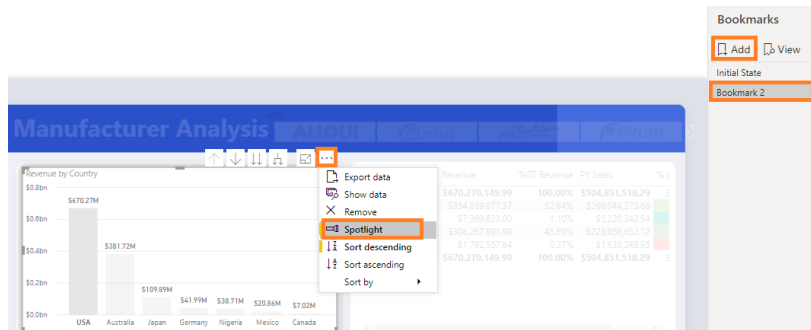 Bookmarks
Add View
Initial State
Bookmark 2
Manufacturer Analysis
Pirum
Revenue by Country
$0.8bn
$0.6bn
$0.4bn
$0.2bn
$0.0bn
$670.27M
$381.72M
$109.89M
$41.99M
$38.71M
$20.86M
$7.02M
USA Australia Japan Germany Nigeria Mexico Canada
Export data
Show data
Remove
Spotlight
Sort descending
Sort ascending
Sort by
Revenue %GT Revenue PY Sales
$670,270,149.99 100.00% $504,851,518.29
$354,839,877.37 52.94% $269,044,273.68
$7,369,823.00 1.10% $5,220,342.54
$306,267,891.98 45.69% $228,956,652.12
$1,792,557.64 0.27% $1,630,249.95
$670,270,149.99 100.00% $504,851,518.29